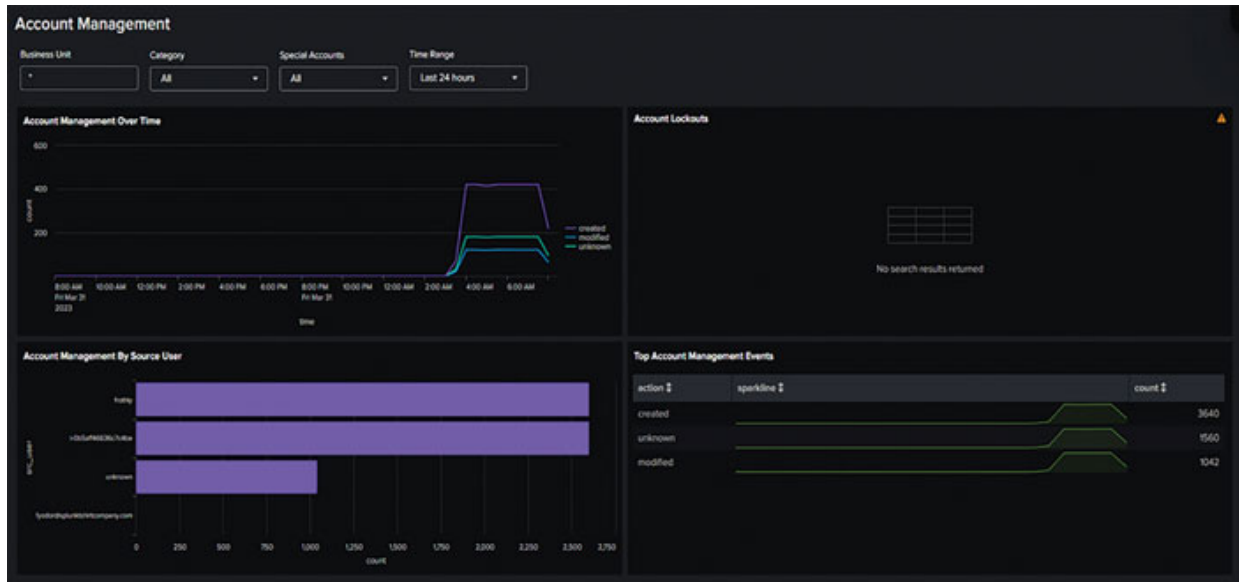 Account Management
Business Unit Category Special Accounts Time Range
* All All Last 24 hours
Account Management Over Time
600
400
200
count
created
modified
unknown
8:00 AM 10:00 AM 12:00 PM 2:00 PM 4:00 PM 6:00 PM 8:00 PM 10:00 PM 12:00 AM 2:00 AM 4:00 AM 6:00 AM
Fri Mar 31 Fri Mar 31
2023
time
Account Lockouts
No search results returned
Account Management By Source User
src_user
unknown
0 250 500 750 1,000 1,250 1,500 1,750 2,000 2,250 2,500 2,750
count
Top Account Management Events
action sparkline count
created 3640
unknown 1560
modified 1042